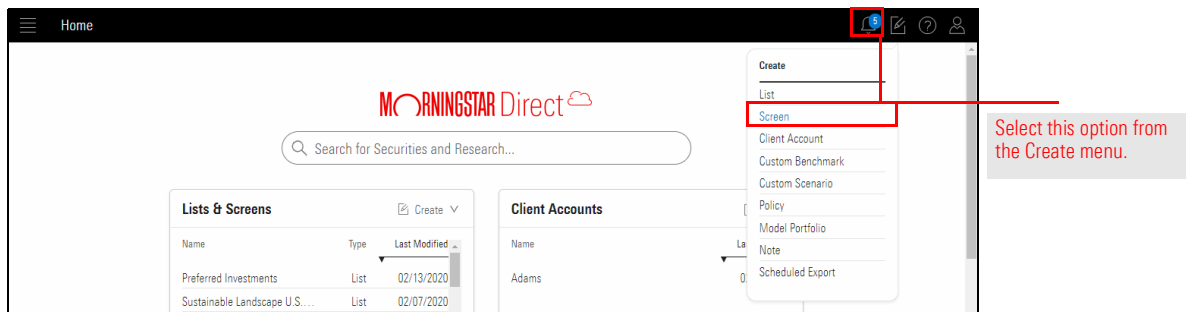 Home
5
Create
List
Screen
Client Account
Custom Benchmark
Custom Scenario
Policy
Model Portfolio
Note
Scheduled Export
Select this option from
the Create menu.
MORNINGSTAR Direct
Search for Securities and Research...
Lists & Screens
Create
Name Type Last Modified
Preferred Investments List 02/13/2020
Sustainable Landscape U.S.... List 02/07/2020
Client Accounts
Name La
Adams 0